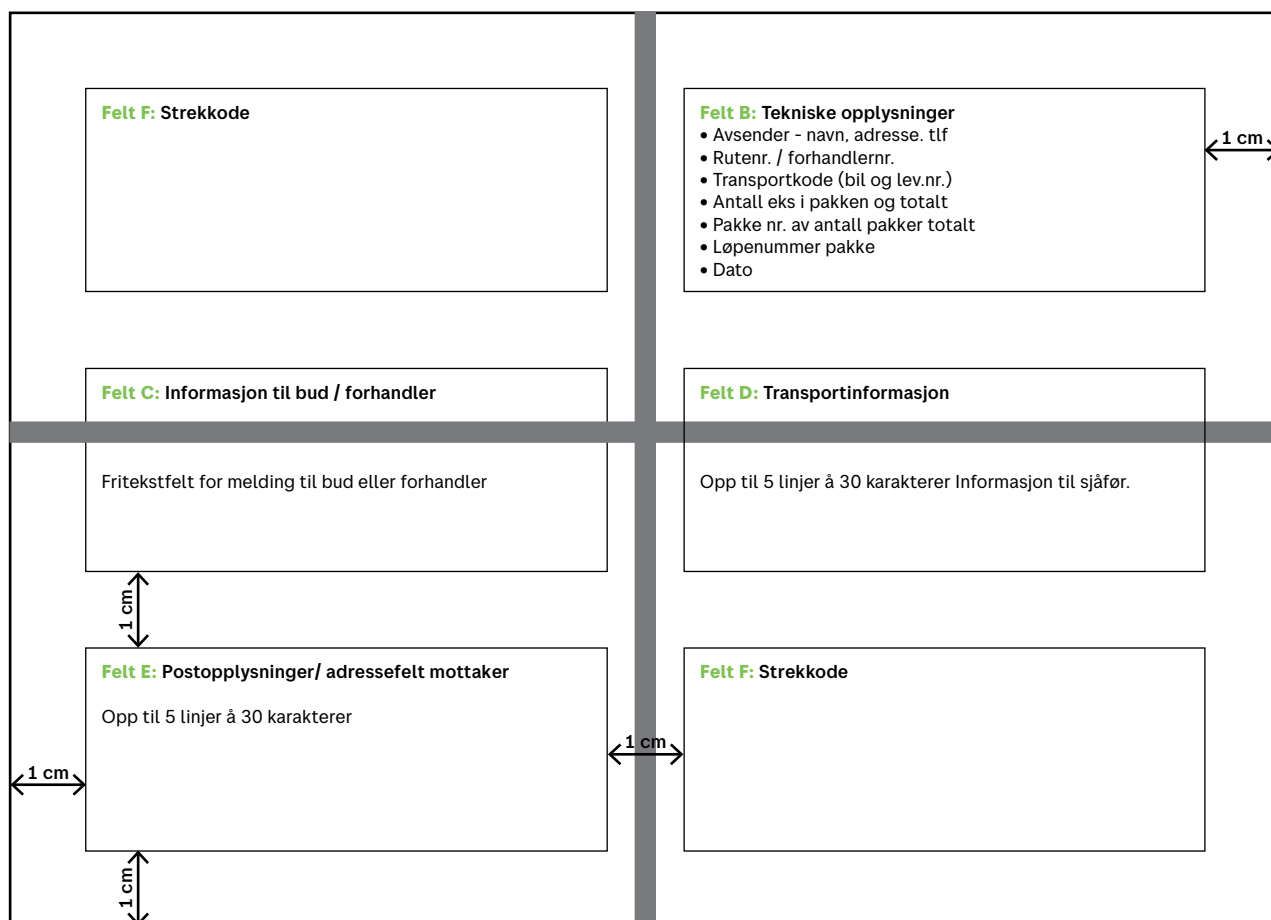 Felt F: Strekkode
Felt B: Tekniske opplysninger
• Avsender - navn, adresse. tlf
• Rutenr. / forhandlernr.
• Transportkode (bil og lev.nr.)
• Antall eks i pakken og totalt
• Pakke nr. av antall pakker totalt
• Løpenummer pakke
• Dato
1 cm
Felt C: Informasjon til bud / forhandler
Fritekstfelt for melding til bud eller forhandler
Felt D: Transportinformasjon
Opp til 5 linjer å 30 karakterer Informasjon til sjåfør.
1 cm
Felt E: Postopplysninger/ adressefelt mottaker
Opp til 5 linjer å 30 karakterer
Felt F: Strekkode
1 cm
1 cm
1 cm